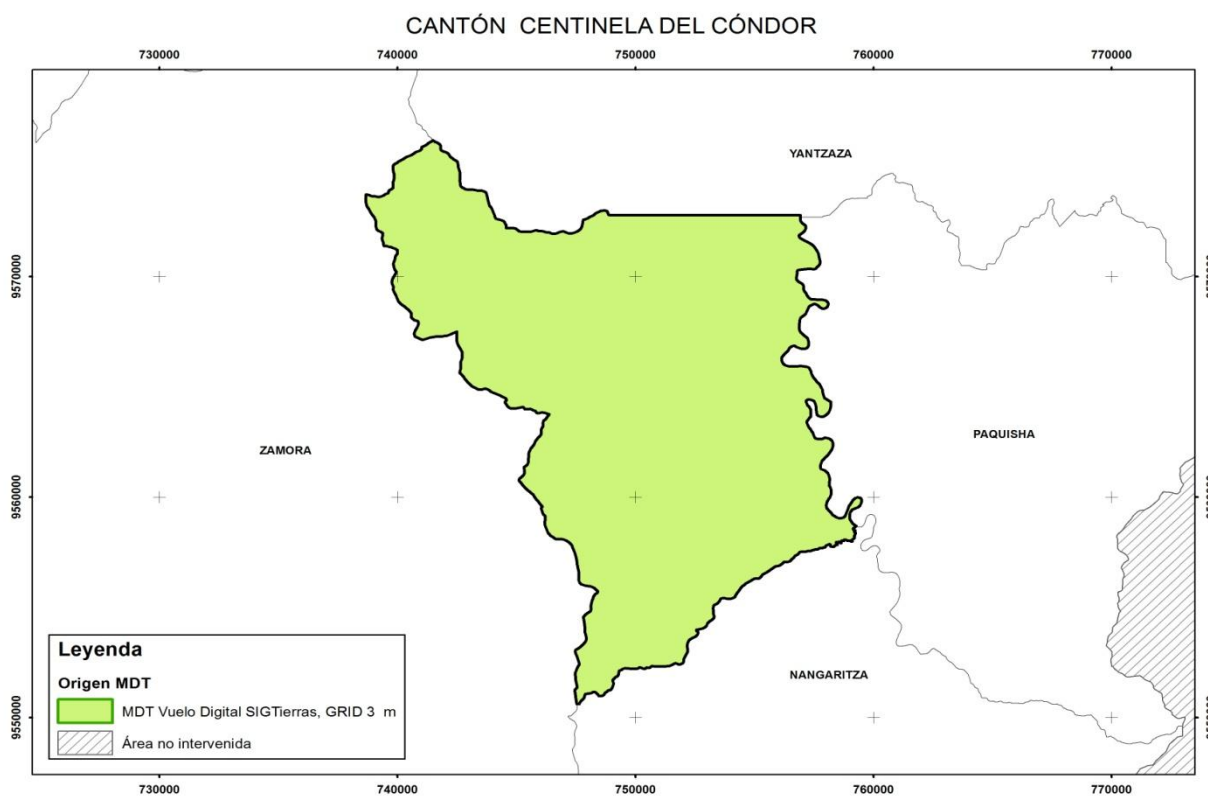 CANTÓN CENTINELA DEL CÓNDOR
730000 740000 750000 760000 770000
YANTZAZA
9570000
PAQUISHA
ZAMORA
9560000
NANGARITZA
Leyenda
Origen MDT
MDT Vuelo Digital SIGTierras, GRID 3 m
Área no intervenida
9550000
730000 740000 750000 760000 770000